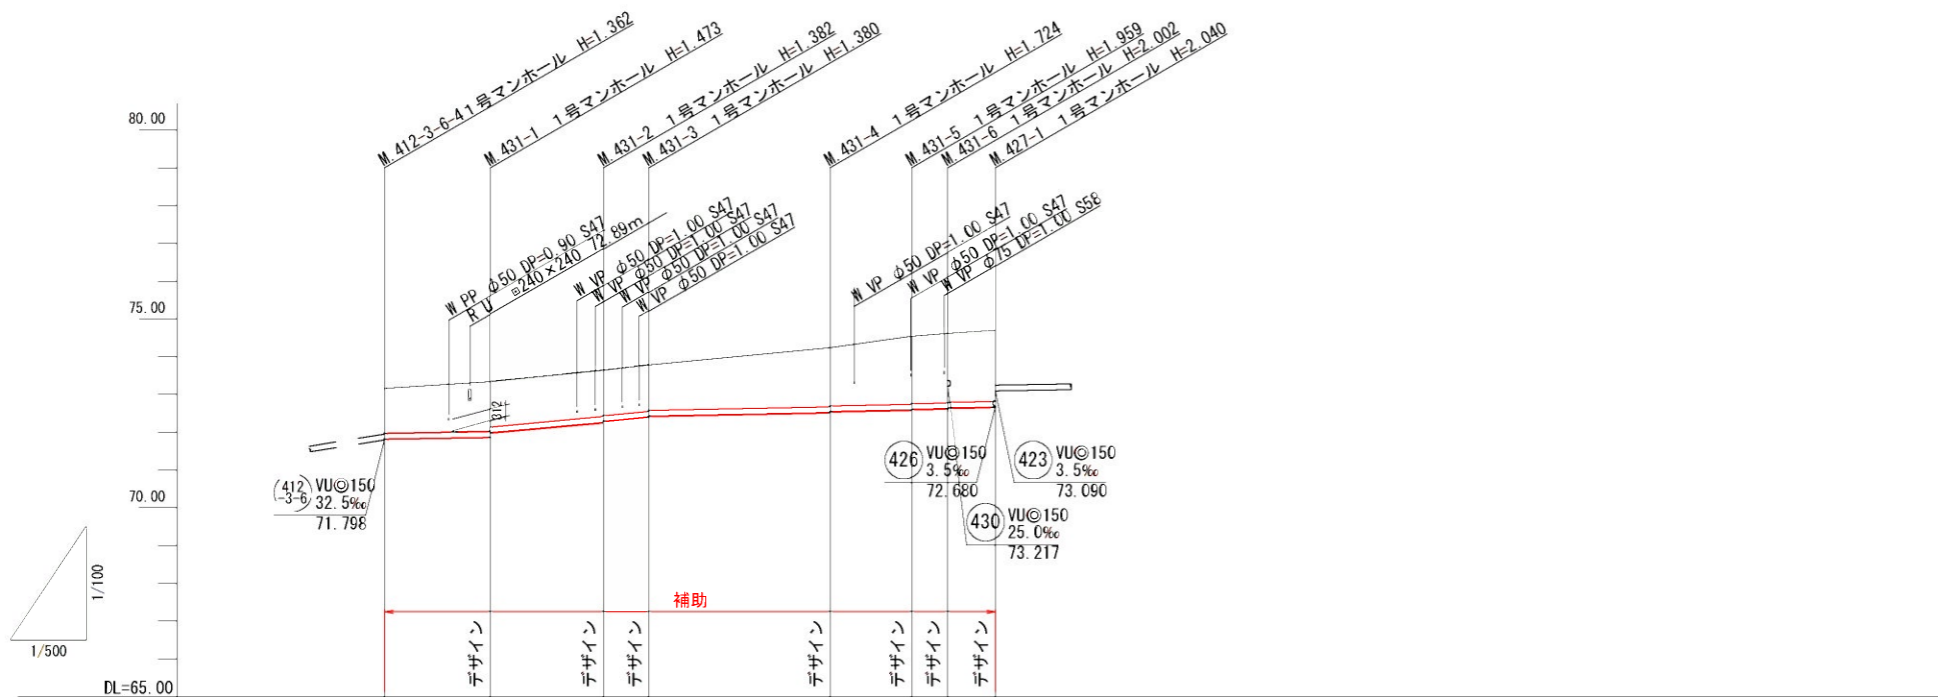 M.412-3-6-4 1号マンホール H=1.362
M.431-1 1号マンホール H=1.473
M.431-2 1号マンホール H=1.382
M.431-3 1号マンホール H=1.380
M.431-4 1号マンホール H=1.724
M.431-5 1号マンホール H=1.959
M.431-6 1号マンホール H=2.002
M.427-1 1号マンホール H=2.040
80.00
W PP φ50 DP=0.90 S47
R U 240×240 72.89m
W VP φ50 DP=1.00 S47
W VP φ50 DP=1.00 S47
W VP φ50 DP=1.00 S47
W VP φ50 DP=1.00 S47
W VP φ50 DP=1.00 S47
W VP φ50 DP=1.00 S47
W VP φ75 DP=1.00 S58
75.00
312
412
-3-6
VU◎150
32.5‰
71.798
426
VU◎150
3.5‰
72.680
423
VU◎150
3.5‰
73.090
430
VU◎150
25.0‰
73.217
70.00
1/100
1/500
補助
デザイン
デザイン
デザイン
デザイン
デザイン
デザイン
デザイン
DL=65.00